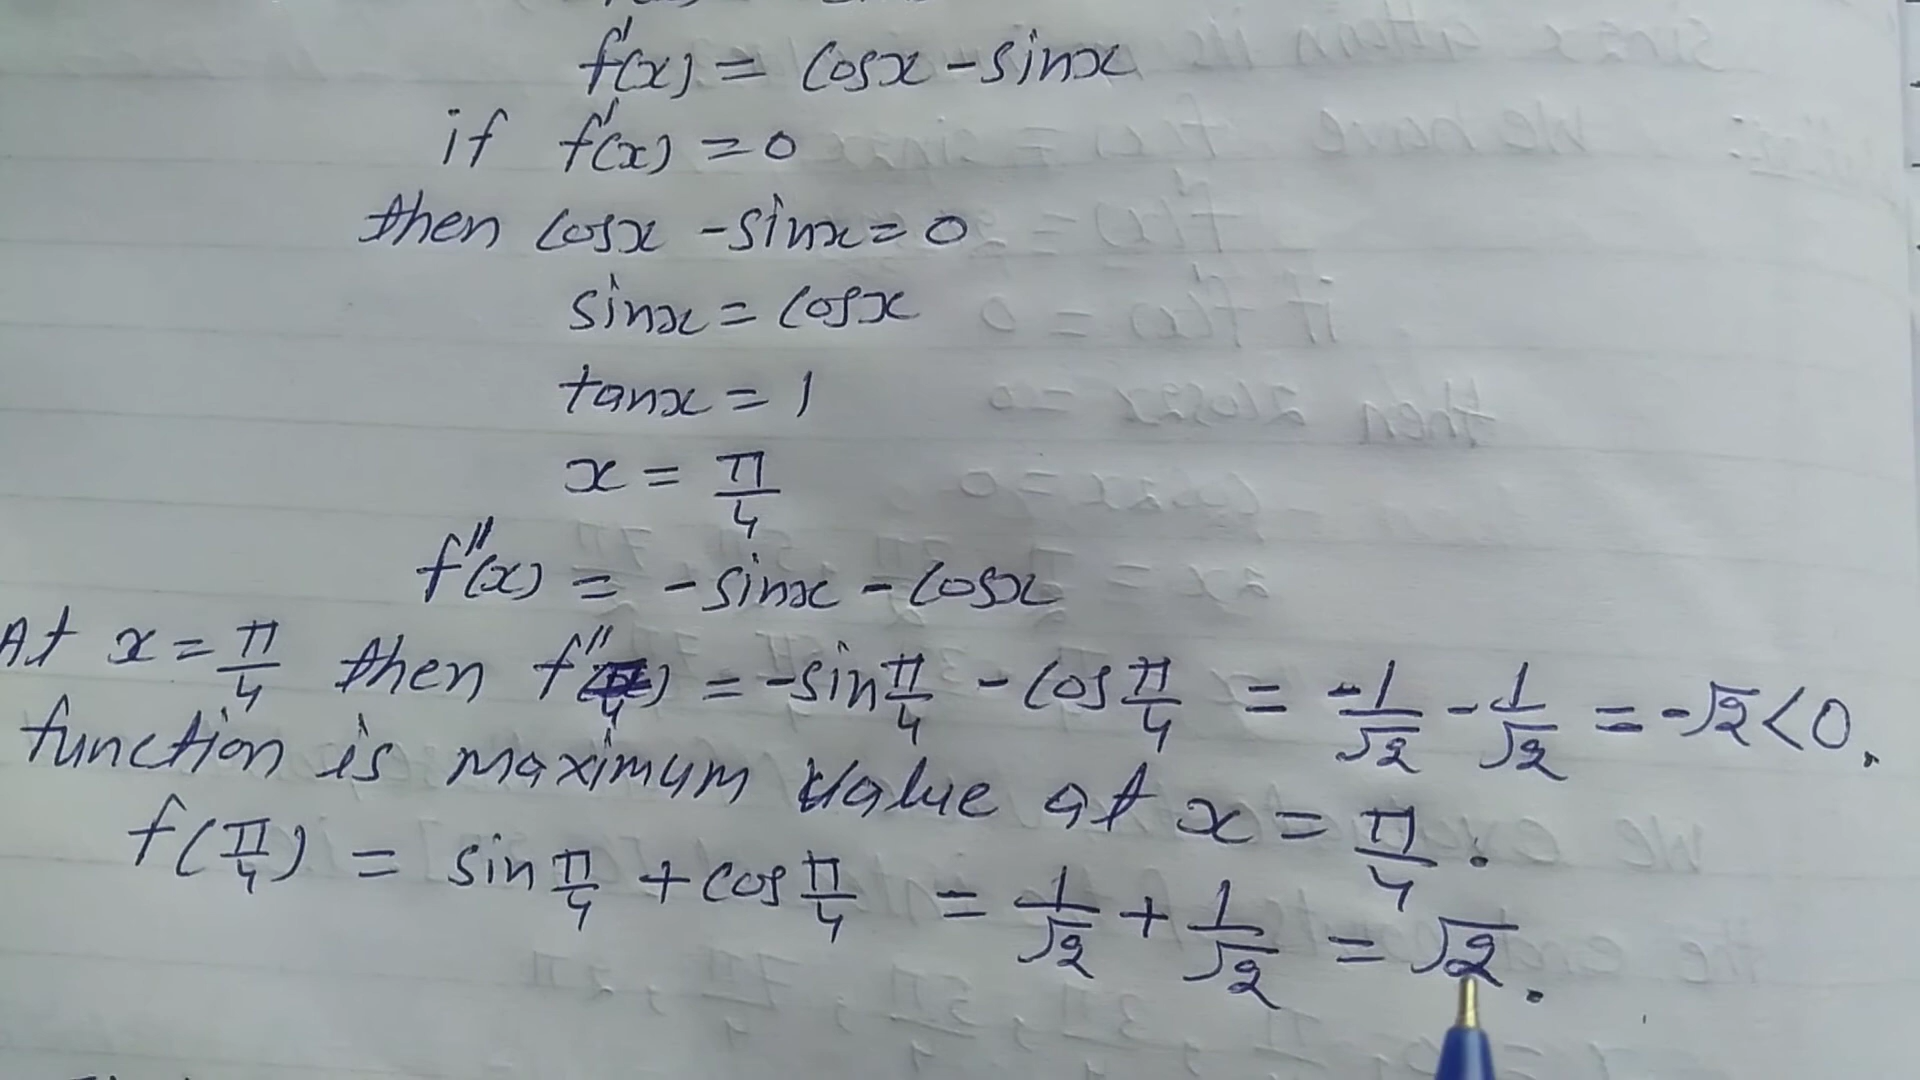 f'(x) = cosx - sinx
if f'(x) = 0
then cosx - sinx = 0
sinx = cosx
tanx = 1
x = π/4
f''(x) = -sinx - cosx
At x = π/4 then f''(π/4) = -sin π/4 - cos π/4 = -1/√2 - 1/√2 = -√2 < 0.
function is maximum value at x = π/4.
f(π/4) = sin π/4 + cos π/4 = 1/√2 + 1/√2 = √2.